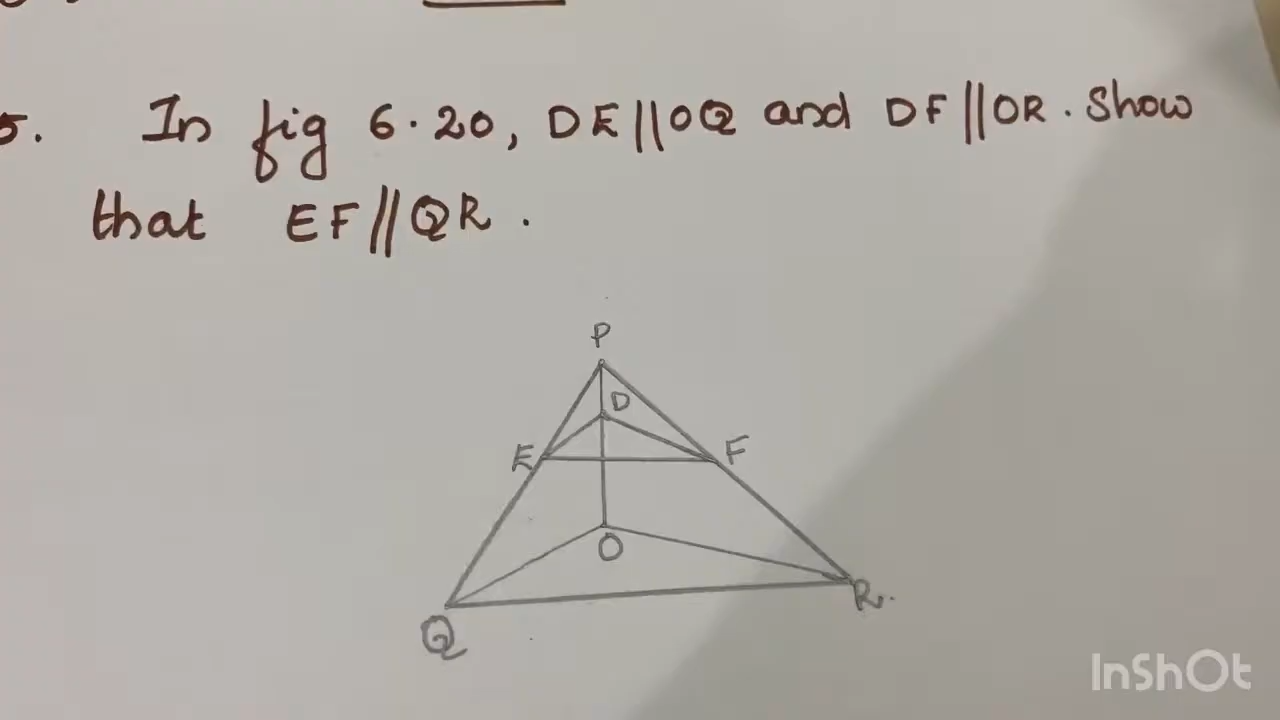 5. In fig 6.20, DE||OQ and DF||OR. Show
that EF||QR.
P
D
E
F
O
R.
Q
InShOt